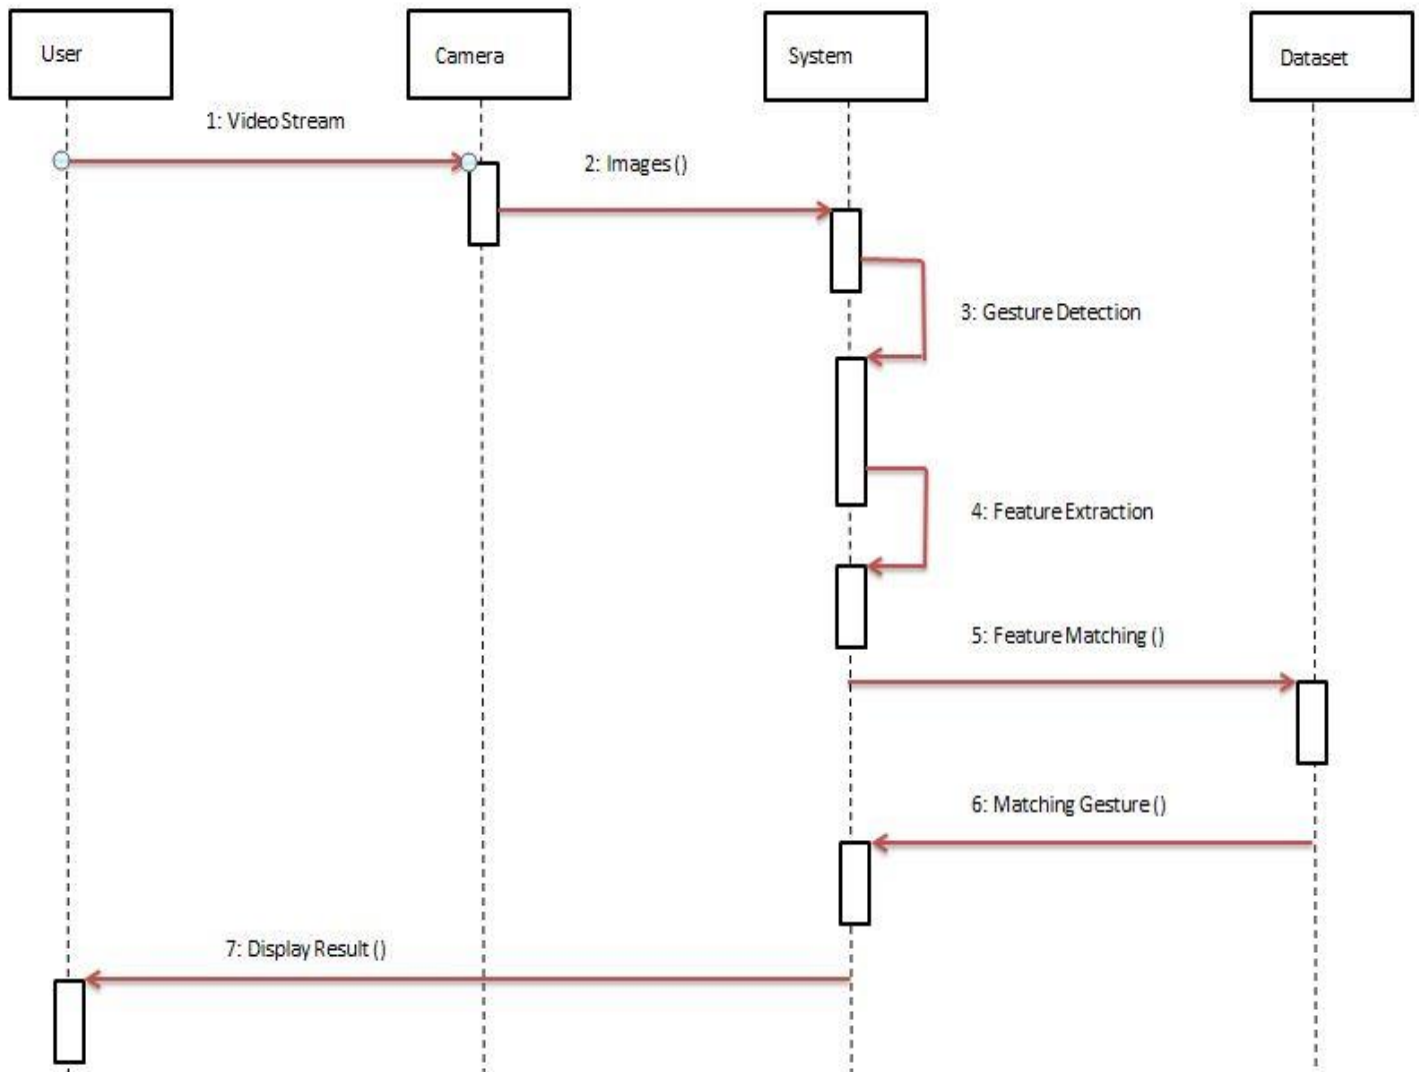 User
Camera
System
Dataset
1: Video Stream
2: Images ()
3: Gesture Detection
4: Feature Extraction
5: Feature Matching ()
6: Matching Gesture ()
7: Display Result ()